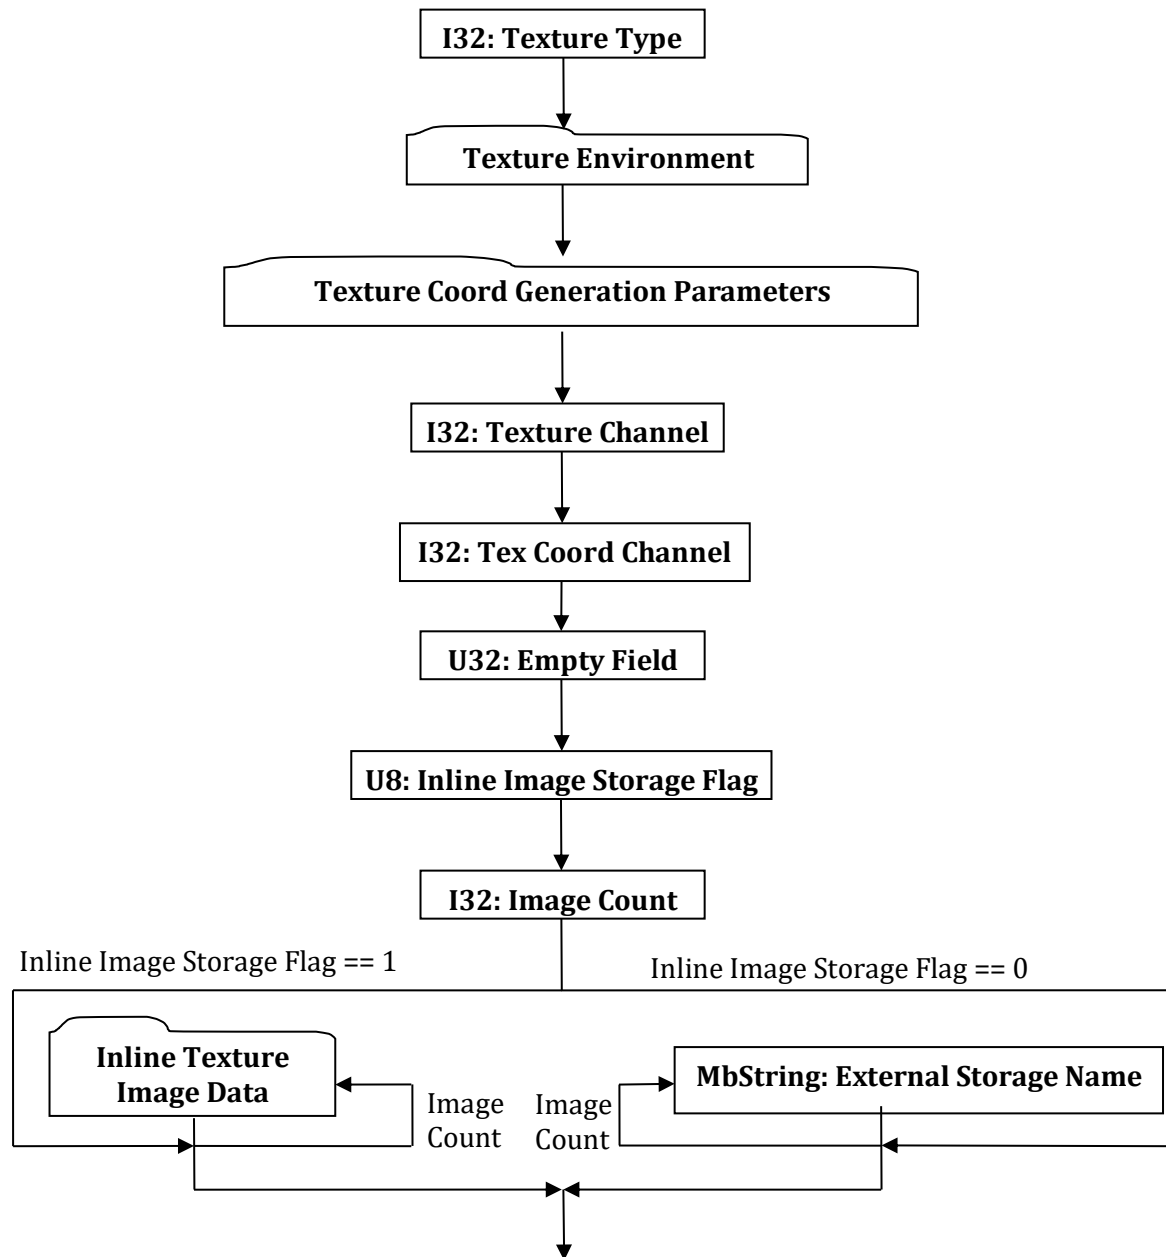 I32: Texture Type
Texture Environment
Texture Coord Generation Parameters
I32: Texture Channel
I32: Tex Coord Channel
U32: Empty Field
U8: Inline Image Storage Flag
I32: Image Count
Inline Image Storage Flag == 1
Inline Image Storage Flag == 0
Inline Texture
Image Data
Image
Count
Image
Count
MbString: External Storage Name